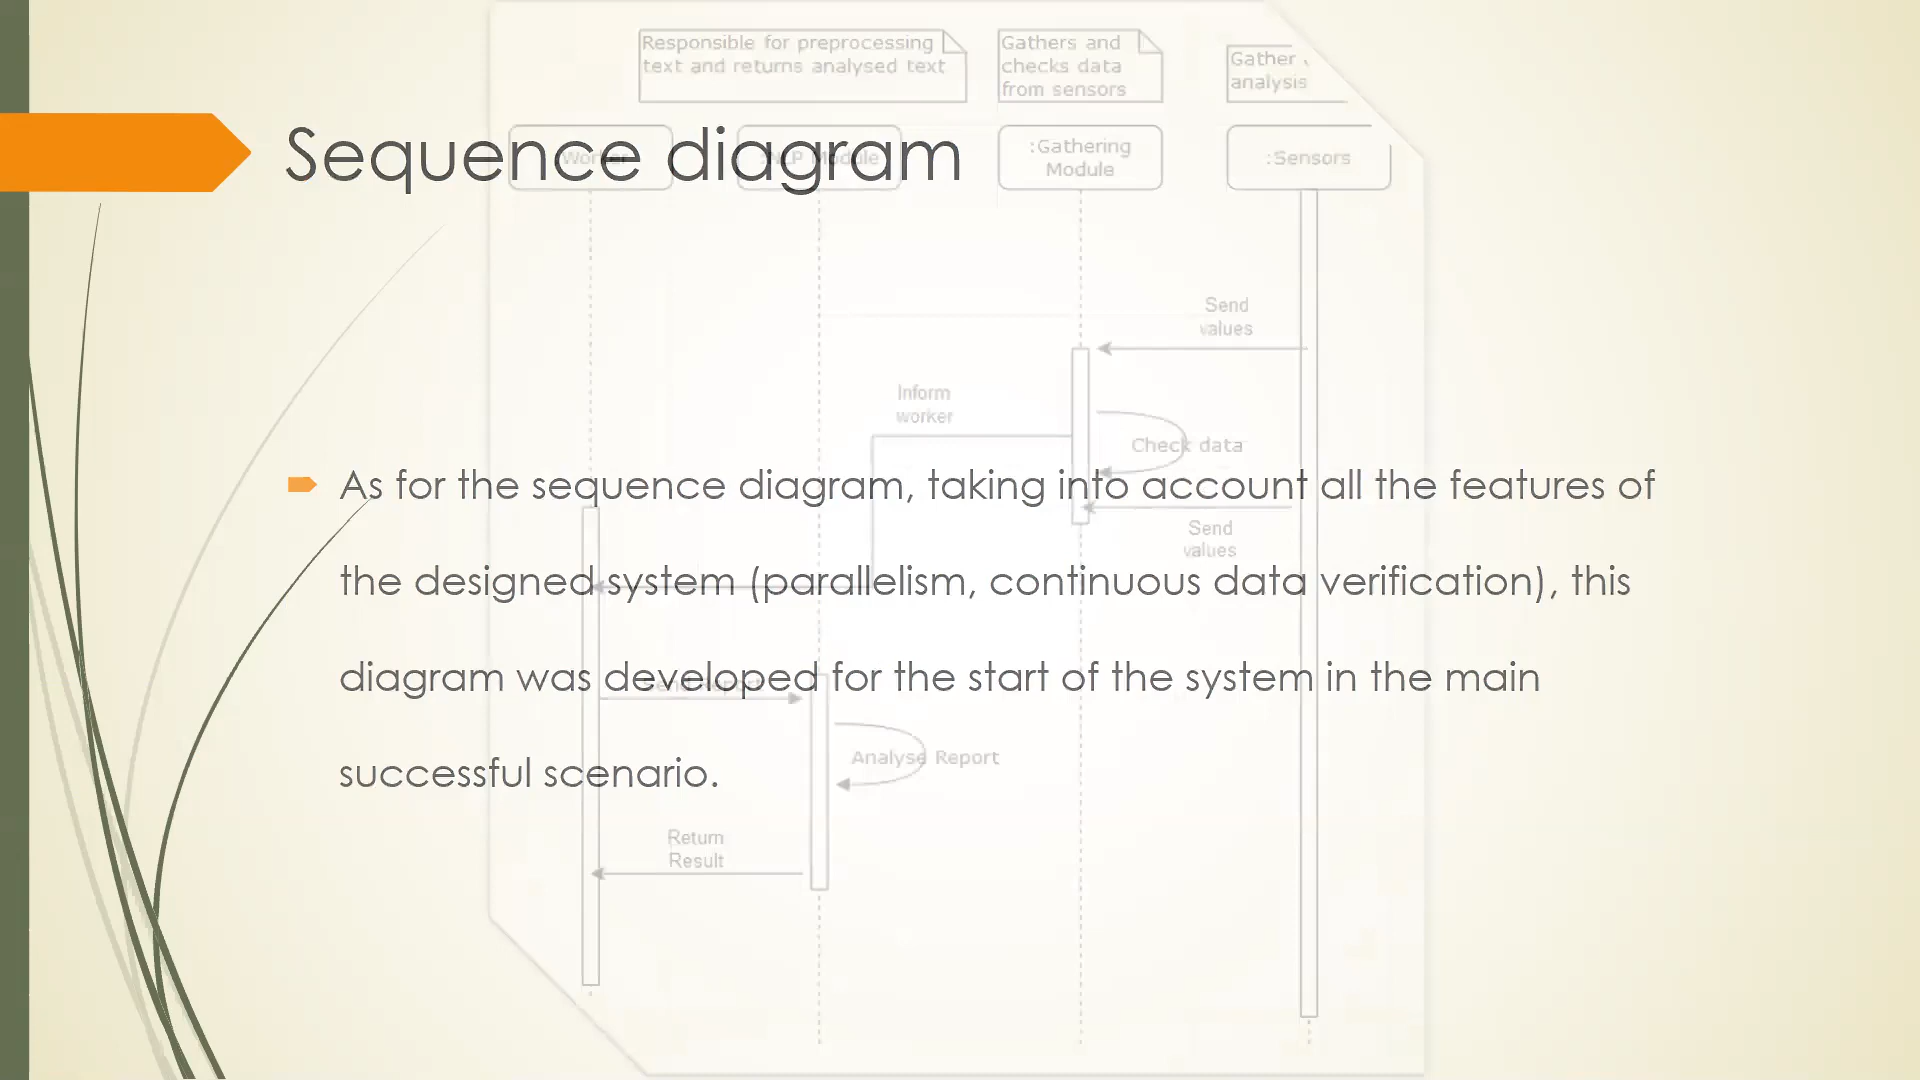 Responsible for preprocessing
text and returns analysed text
Gathers and
checks data
from sensors
Gather
analysis
Sequence diagram
:NLP Module
:Gathering
Module
:Sensors
Send
values
Inform
worker
Check data
As for the sequence diagram, taking into account all the features of
Send
values
the designed system (parallelism, continuous data verification), this
diagram was developed for the start of the system in the main
Analyse Report
successful scenario.
Return
Result